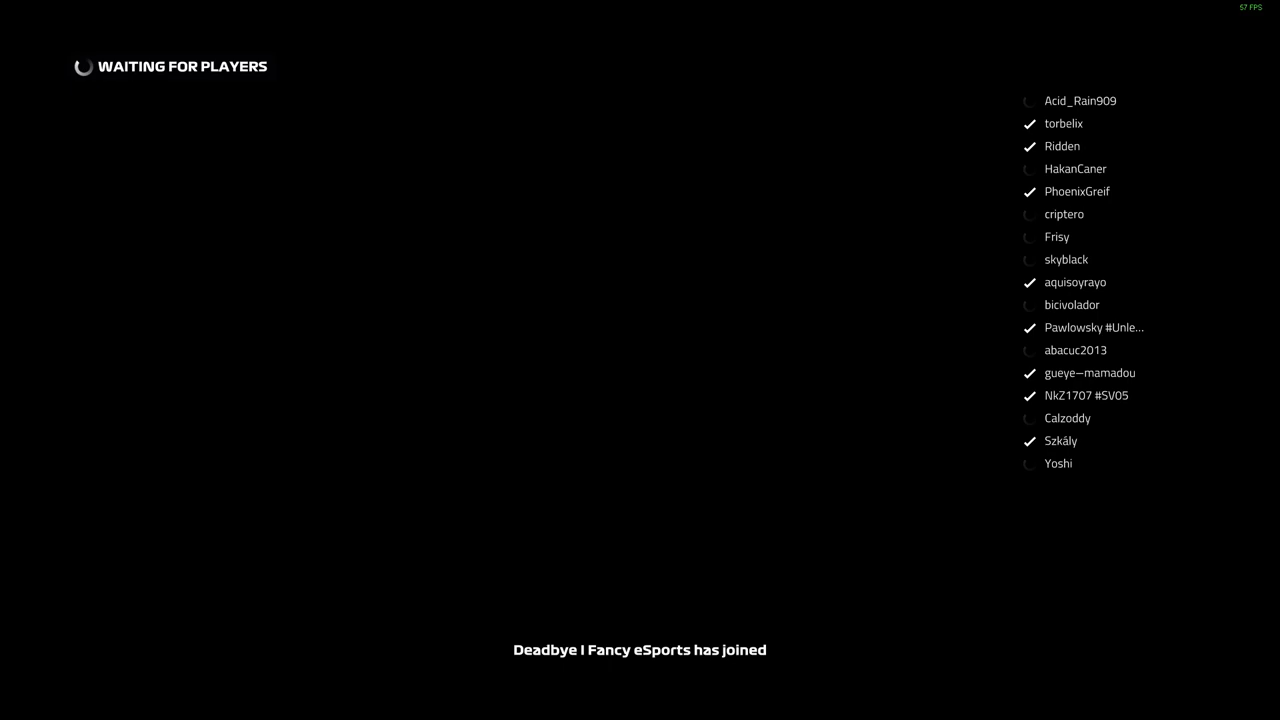 57 FPS
WAITING FOR PLAYERS
Acid_Rain909
torbelix
Ridden
HakanCaner
PhoenixGreif
criptero
Frisy
skyblack
aquisoyrayo
bicivolador
Pawlowsky #Unle...
abacuc2013
gueye—mamadou
NkZ1707 #SV05
Calzoddy
Szkály
Yoshi
Deadbye I Fancy eSports has joined